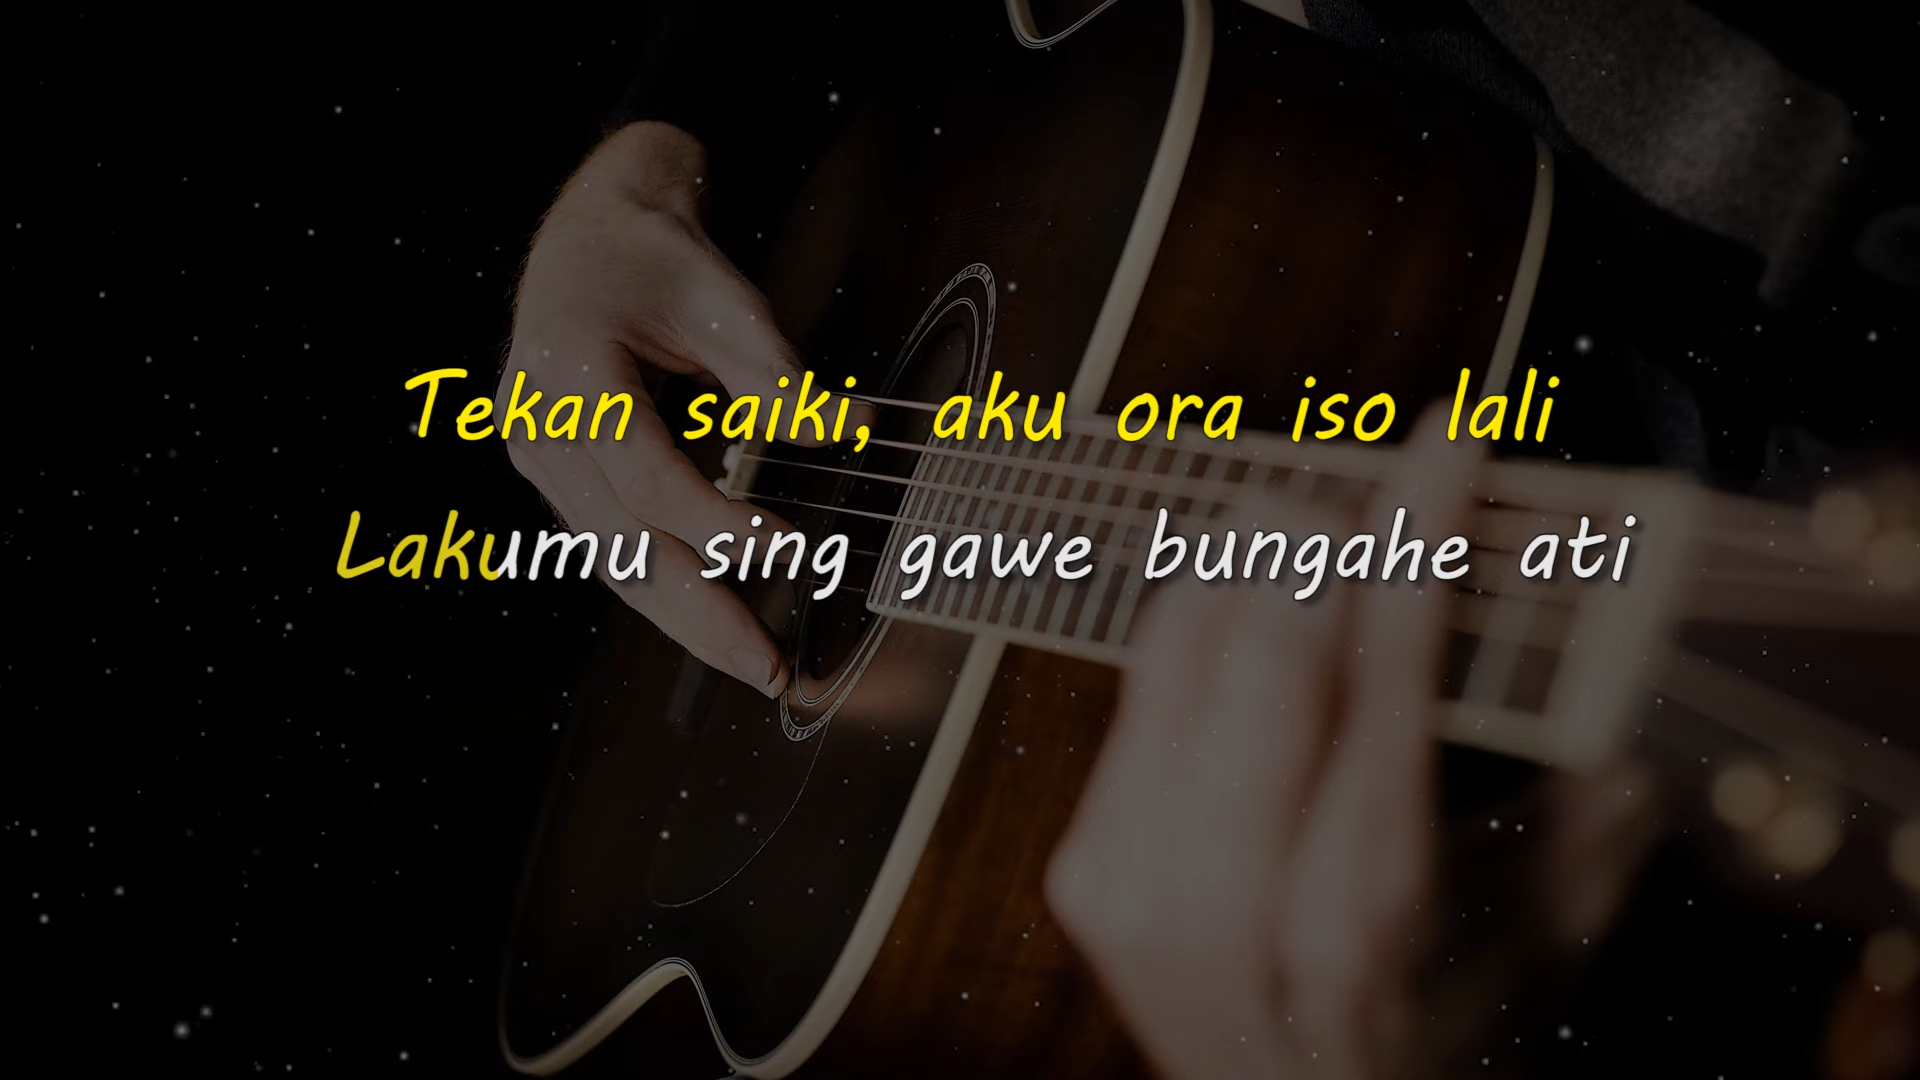 Tekan saiki, aku ora iso lali
Lakumu sing gawe bungahe ati